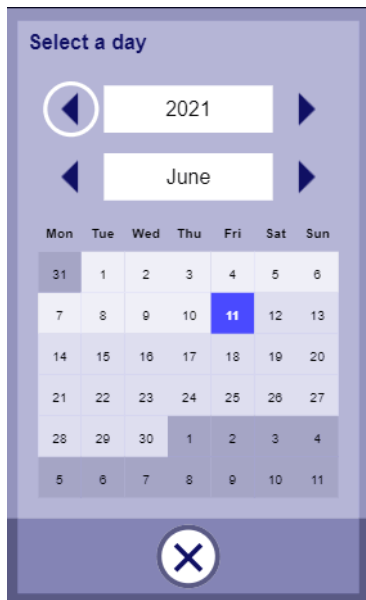 Select a day
2021
June
Mon Tue Wed Thu Fri Sat Sun
31 1 2 3 4 5 6
7 8 9 10 11 12 13
14 15 16 17 18 19 20
21 22 23 24 25 26 27
28 29 30 1 2 3 4
5 6 7 8 9 10 11